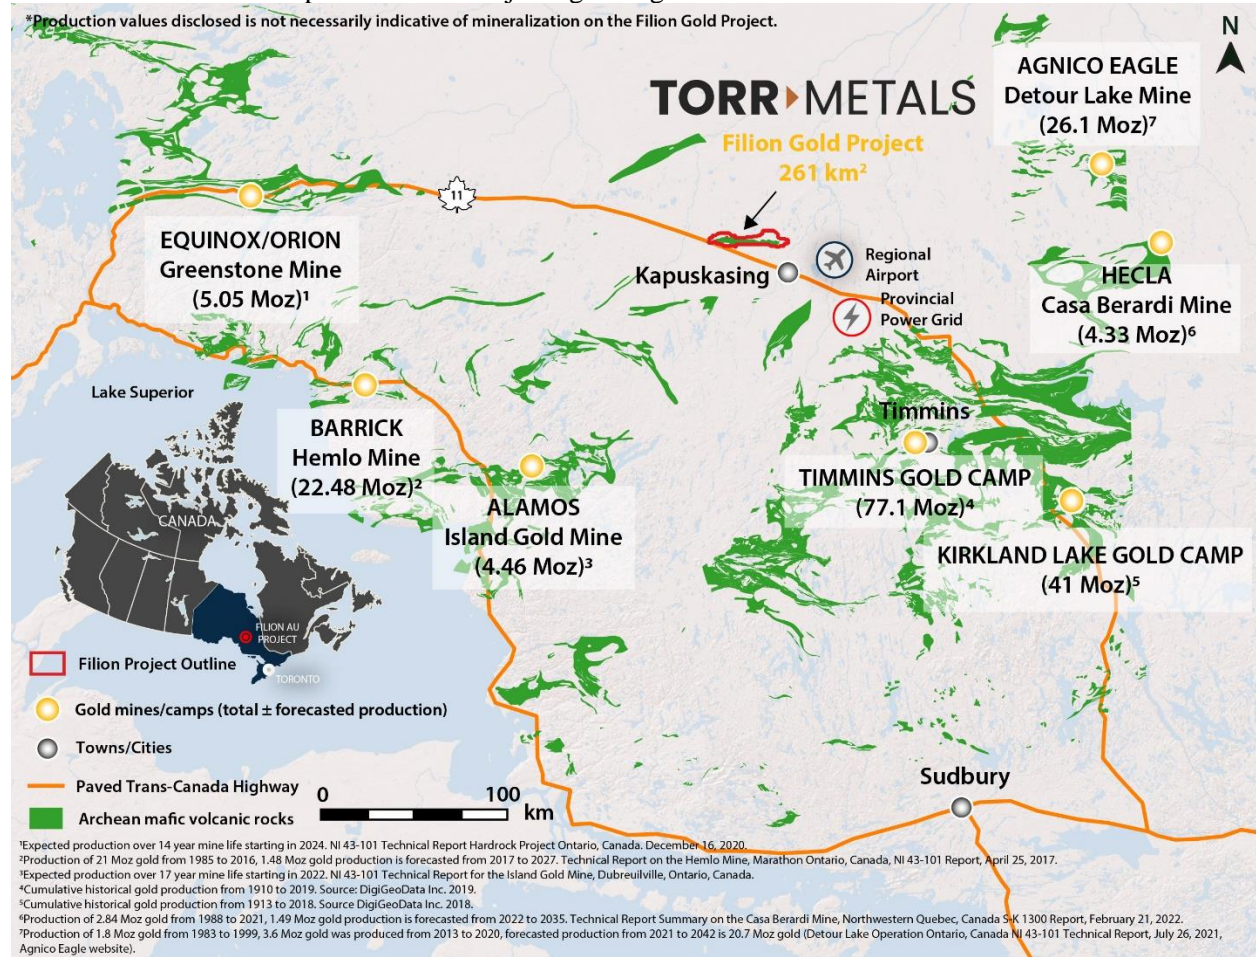 *Production values disclosed is not necessarily indicative of mineralization on the Filion Gold Project.
N
AGNICO EAGLE
Detour Lake Mine
(26.1 Moz)⁷
TORR METALS
Filion Gold Project
261 km²
11
EQUINOX/ORION
Greenstone Mine
(5.05 Moz)¹
Kapuskasing
Regional
Airport
Provincial
Power Grid
HECLA
Casa Berardi Mine
(4.33 Moz)⁶
Lake Superior
BARRICK
Hemlo Mine
(22.48 Moz)²
Timmins
TIMMINS GOLD CAMP
(77.1 Moz)⁴
ALAMOS
Island Gold Mine
(4.46 Moz)³
KIRKLAND LAKE GOLD CAMP
(41 Moz)⁵
CANADA
FILION AU
PROJECT
TORONTO
Filion Project Outline
Gold mines/camps (total ± forecasted production)
Towns/Cities
Paved Trans-Canada Highway
Archean mafic volcanic rocks
0 100
km
Sudbury
¹Expected production over 14 year mine life starting in 2024. NI 43-101 Technical Report Hardrock Project Ontario, Canada. December 16, 2020.
²Production of 21 Moz gold from 1985 to 2016, 1.48 Moz gold production is forecasted from 2017 to 2027. Technical Report on the Hemlo Mine, Marathon Ontario, Canada, NI 43-101 Report, April 25, 2017.
³Expected production over 17 year mine life starting in 2022. NI 43-101 Technical Report for the Island Gold Mine, Dubreuilville, Ontario, Canada.
⁴Cumulative historical gold production from 1910 to 2019. Source: DigiGeoData Inc. 2019.
⁵Cumulative historical gold production from 1913 to 2018. Source DigiGeoData Inc. 2018.
⁶Production of 2.84 Moz gold from 1988 to 2021, 1.49 Moz gold production is forecasted from 2022 to 2035. Technical Report Summary on the Casa Berardi Mine, Northwestern Quebec, Canada S-K 1300 Report, February 21, 2022.
⁷Production of 1.8 Moz gold from 1983 to 1999, 3.6 Moz gold was produced from 2013 to 2020, forecasted production from 2021 to 2042 is 20.7 Moz gold (Detour Lake Operation Ontario, Canada NI 43-101 Technical Report, July 26, 2021,
Agnico Eagle website).